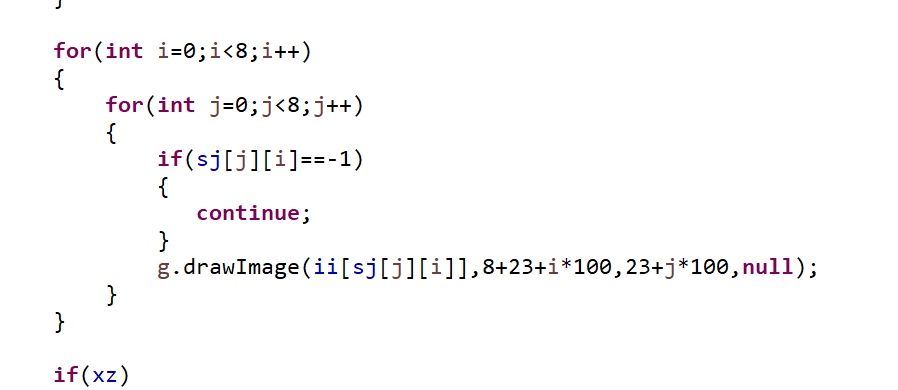 }
for(int i=0;i<8;i++)
{
for(int j=0;j<8;j++)
{
if(sj[j][i]==-1)
{
continue;
}
g.drawImage(ii[sj[j][i]],8+23+i*100,23+j*100,null);
}
}
if(xz)